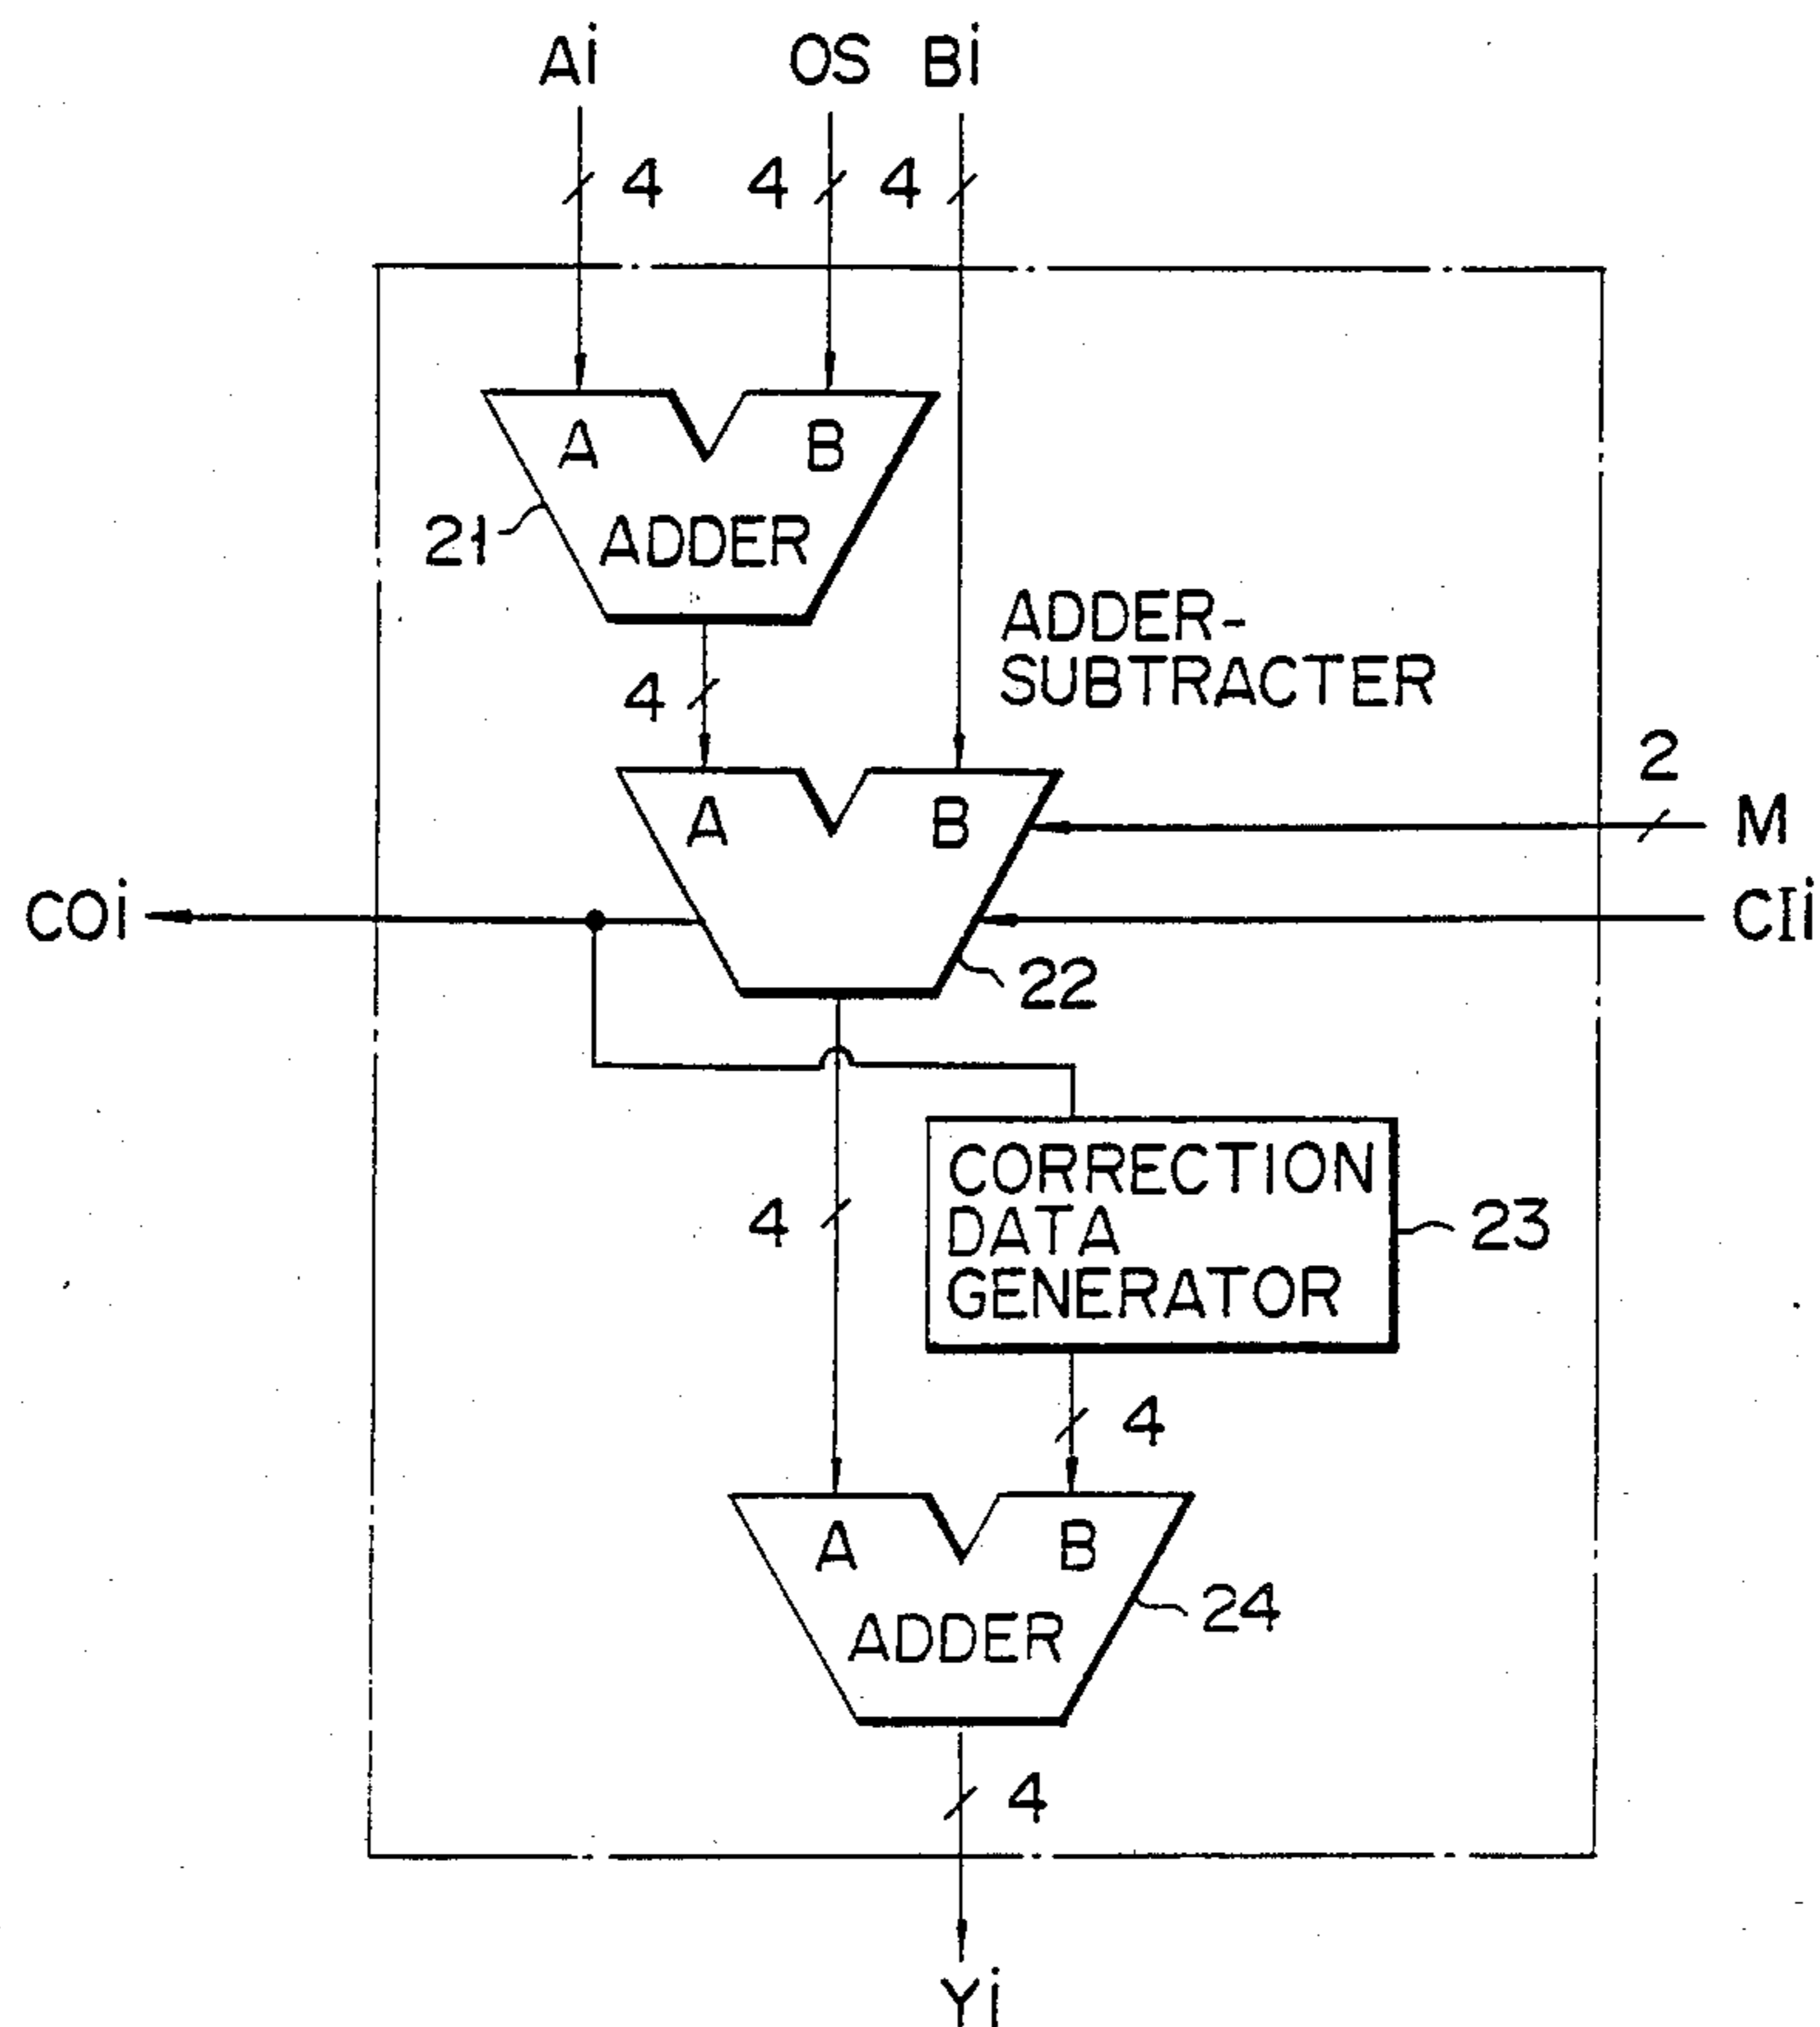 Ai OS Bi
4 4 4
A B
21 ADDER
ADDER-
SUBTRACTER
4
2
A B
M
COi
CIi
22
CORRECTION
DATA
GENERATOR
4
23
4
A B
24
ADDER
4
Yi